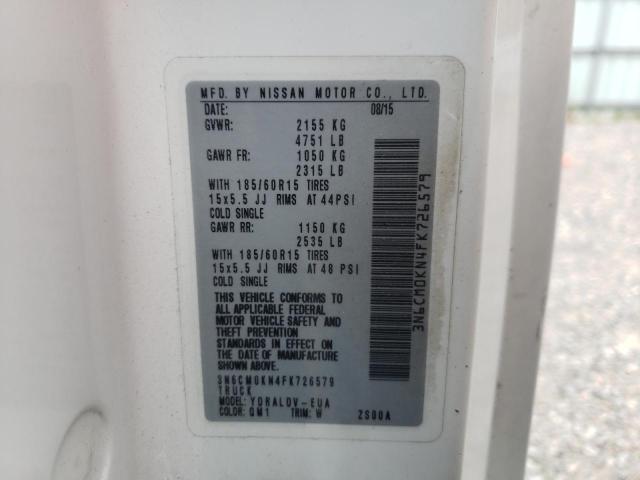 MFD. BY NISSAN MOTOR CO., LTD.
DATE: 08/15
GVWR: 2155 KG
4751 LB
GAWR FR: 1050 KG
2315 LB
WITH 185/60R15 TIRES
15x5.5 JJ RIMS AT 44PSI
COLD SINGLE
GAWR RR: 1150 KG
2535 LB
WITH 185/60R15 TIRES
15x5.5 JJ RIMS AT 48 PSI
COLD SINGLE
THIS VEHICLE CONFORMS TO
ALL APPLICABLE FEDERAL
MOTOR VEHICLE SAFETY AND
THEFT PREVENTION
STANDARDS IN EFFECT ON THE
DATE OF MANUFACTURE
SHOWN ABOVE.
3N6CM0KN4FK726579
TRUCK
MODEL: YDRALDV-EUA
COLOR: QM1 TRIM: W ZS00A
3N6CM0KN4FK726579